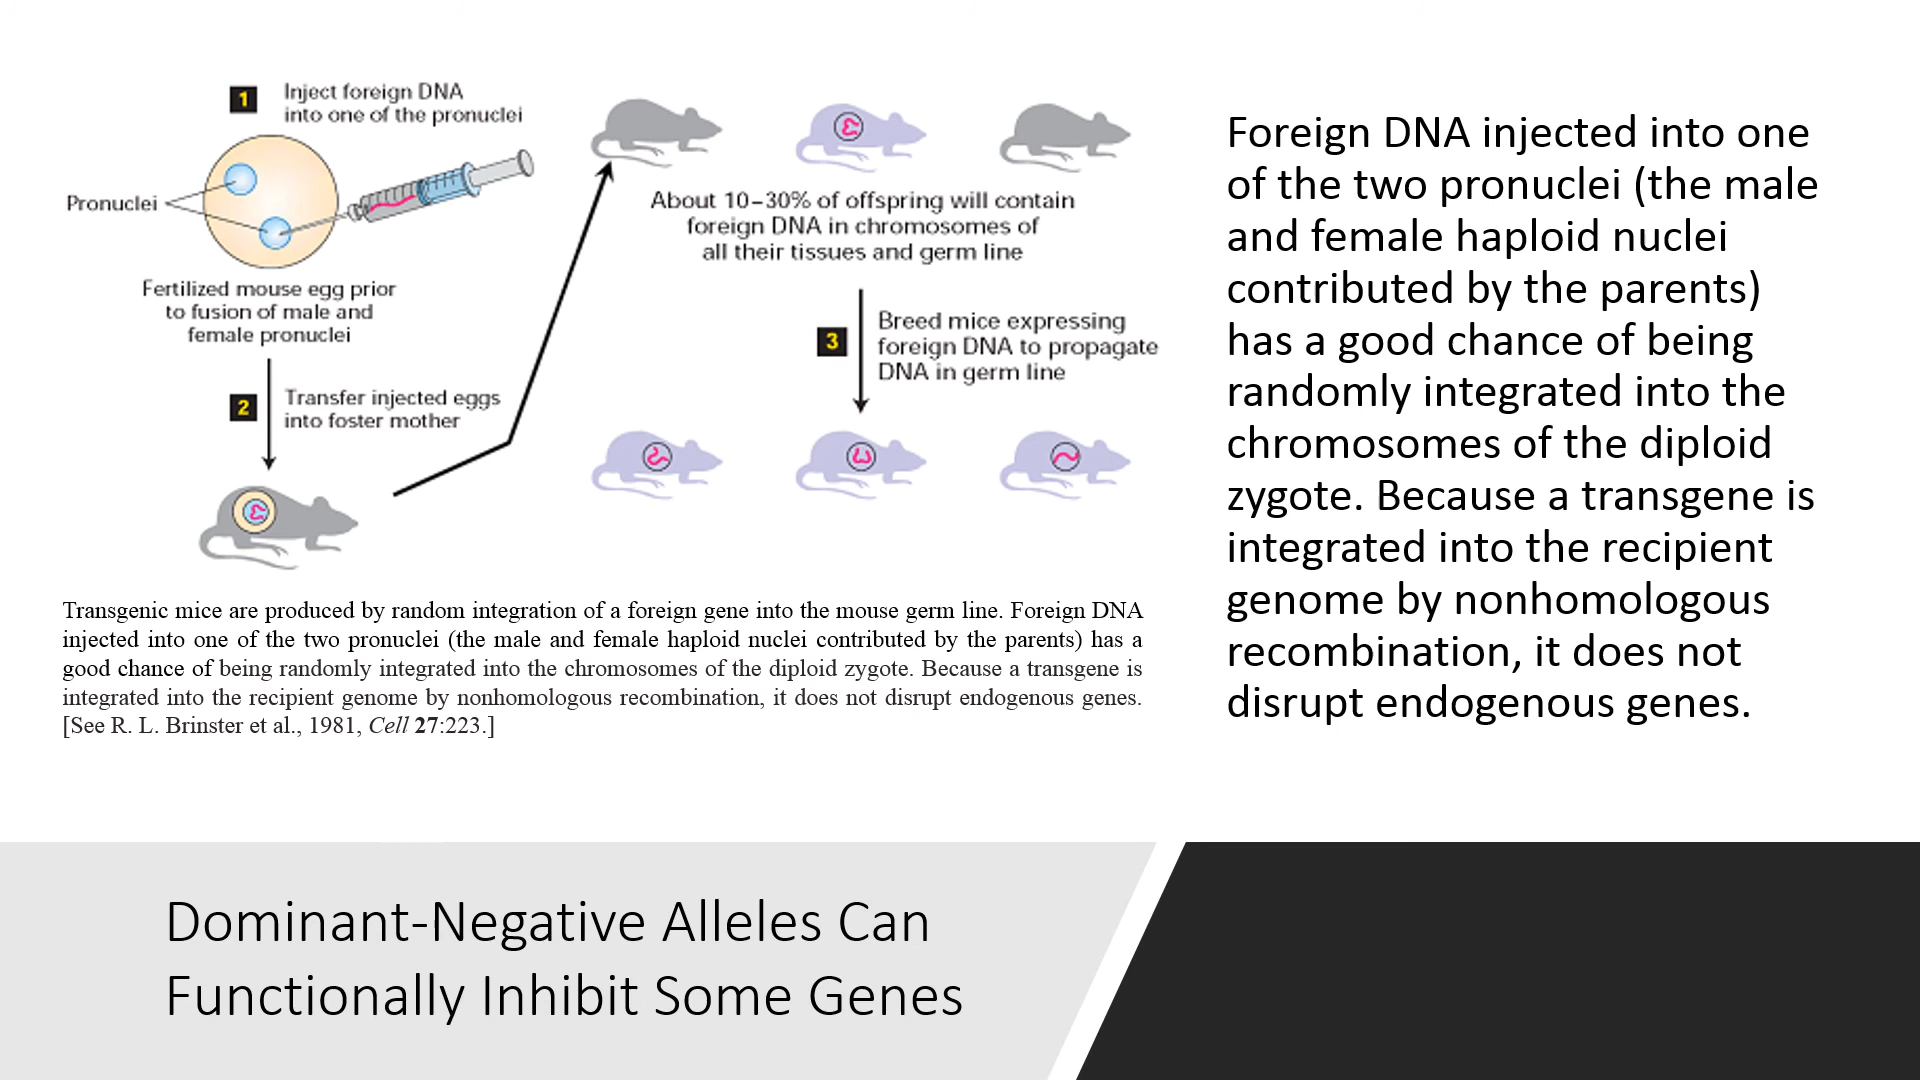 1 Inject foreign DNA
into one of the pronuclei
Pronuclei
Fertilized mouse egg prior
to fusion of male and
female pronuclei
2 Transfer injected eggs
into foster mother
About 10–30% of offspring will contain
foreign DNA in chromosomes of
all their tissues and germ line
3 Breed mice expressing
foreign DNA to propagate
DNA in germ line
Transgenic mice are produced by random integration of a foreign gene into the mouse germ line. Foreign DNA
injected into one of the two pronuclei (the male and female haploid nuclei contributed by the parents) has a
good chance of being randomly integrated into the chromosomes of the diploid zygote. Because a transgene is
integrated into the recipient genome by nonhomologous recombination, it does not disrupt endogenous genes.
[See R. L. Brinster et al., 1981, Cell 27:223.]
Foreign DNA injected into one
of the two pronuclei (the male
and female haploid nuclei
contributed by the parents)
has a good chance of being
randomly integrated into the
chromosomes of the diploid
zygote. Because a transgene is
integrated into the recipient
genome by nonhomologous
recombination, it does not
disrupt endogenous genes.
Dominant-Negative Alleles Can
Functionally Inhibit Some Genes